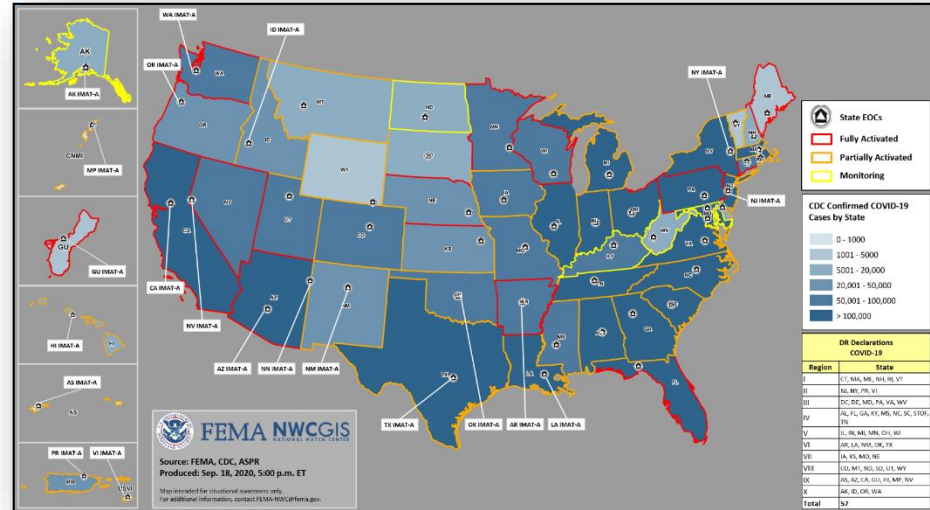 WA IMAT-A
ID IMAT-A
OR IMAT-A
NY IMAT-A
AK
AK IMAT-A
CNMI
MP IMAT-A
GU
GU IMAT-A
HI IMAT-A
HI
AS IMAT-A
AS
PR IMAT-A
VI IMAT-A
PR
USVI
WA
OR
ID
MT
WY
ND
SD
NE
KS
MN
WI
IA
MO
MI
IL
IN
OH
KY
TN
WV
VA
NC
SC
GA
AL
MS
LA
AR
OK
TX
NM
AZ
CO
UT
NV
CA
FL
PA
NY
VT
NH
ME
MA
NJ
CA IMAT-A
NV IMAT-A
AZ IMAT-A
NN IMAT-A
NM IMAT-A
TX IMAT-A
OK IMAT-A
AR IMAT-A
LA IMAT-A
NJ IMAT-A
State EOCs
Fully Activated
Partially Activated
Monitoring
CDC Confirmed COVID-19
Cases by State
0 - 1000
1001 - 5000
5001 - 20,000
20,001 - 50,000
50,001 - 100,000
> 100,000
DR Declarations
COVID-19
Region State
I CT, MA, ME, NH, RI, VT
II NJ, NY, PR, VI
III DC, DE, MD, PA, VA, WV
IV AL, FL, GA, KY, MS, NC, SC, STOF,
TN
V IL, IN, MI, MN, OH, WI
VI AR, LA, NM, OK, TX
VII IA, KS, MO, NE
VIII CO, MT, ND, SD, UT, WY
IX AS, AZ, CA, GU, HI, MP, NV
X AK, ID, OR, WA
Total 57
FEMA NWCGIS
NATIONAL WATCH CENTER
Source: FEMA, CDC, ASPR
Produced: Sep. 18, 2020, 5:00 p.m. ET
Map intended for situational awareness only.
For additional information, contact FEMA-NWC@fema.gov.